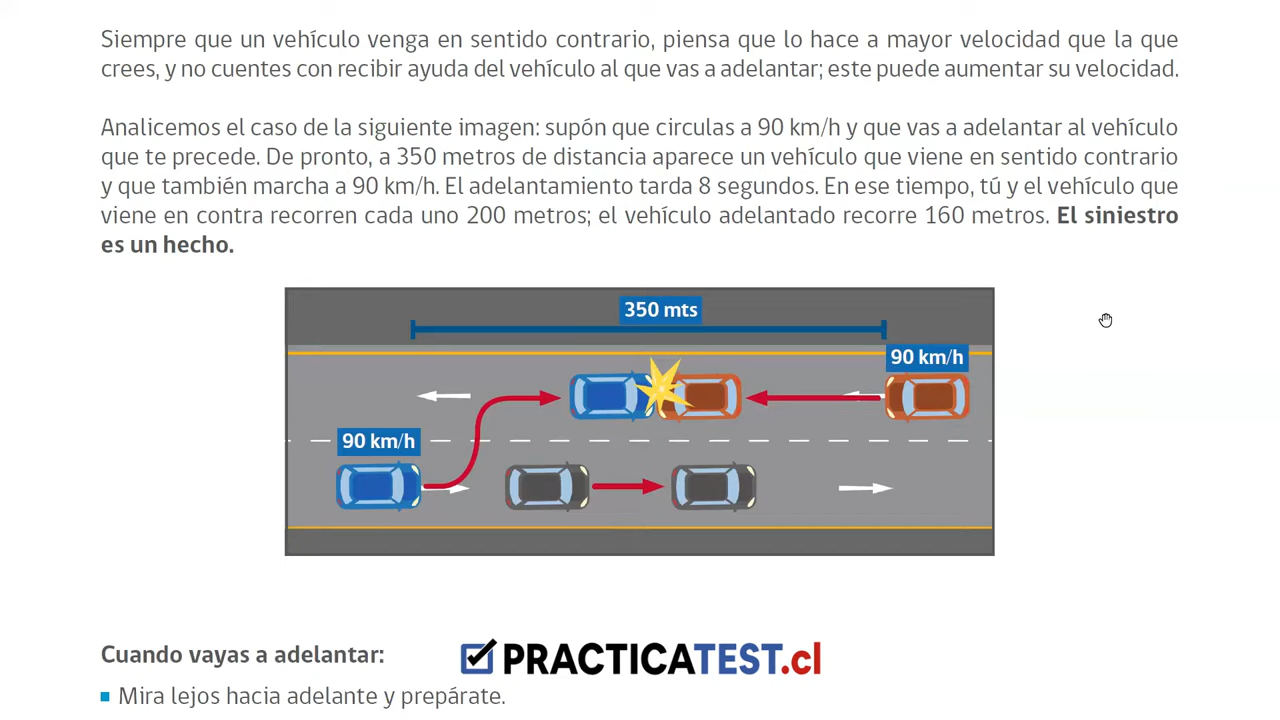 Siempre que un vehículo venga en sentido contrario, piensa que lo hace a mayor velocidad que la que
crees, y no cuentes con recibir ayuda del vehículo al que vas a adelantar; este puede aumentar su velocidad.
Analicemos el caso de la siguiente imagen: supón que circulas a 90 km/h y que vas a adelantar al vehículo
que te precede. De pronto, a 350 metros de distancia aparece un vehículo que viene en sentido contrario
y que también marcha a 90 km/h. El adelantamiento tarda 8 segundos. En ese tiempo, tú y el vehículo que
viene en contra recorren cada uno 200 metros; el vehículo adelantado recorre 160 metros. El siniestro
es un hecho.
350 mts
90 km/h
90 km/h
Cuando vayas a adelantar:
PRACTICATEST.cl
Mira lejos hacia adelante y prepárate.